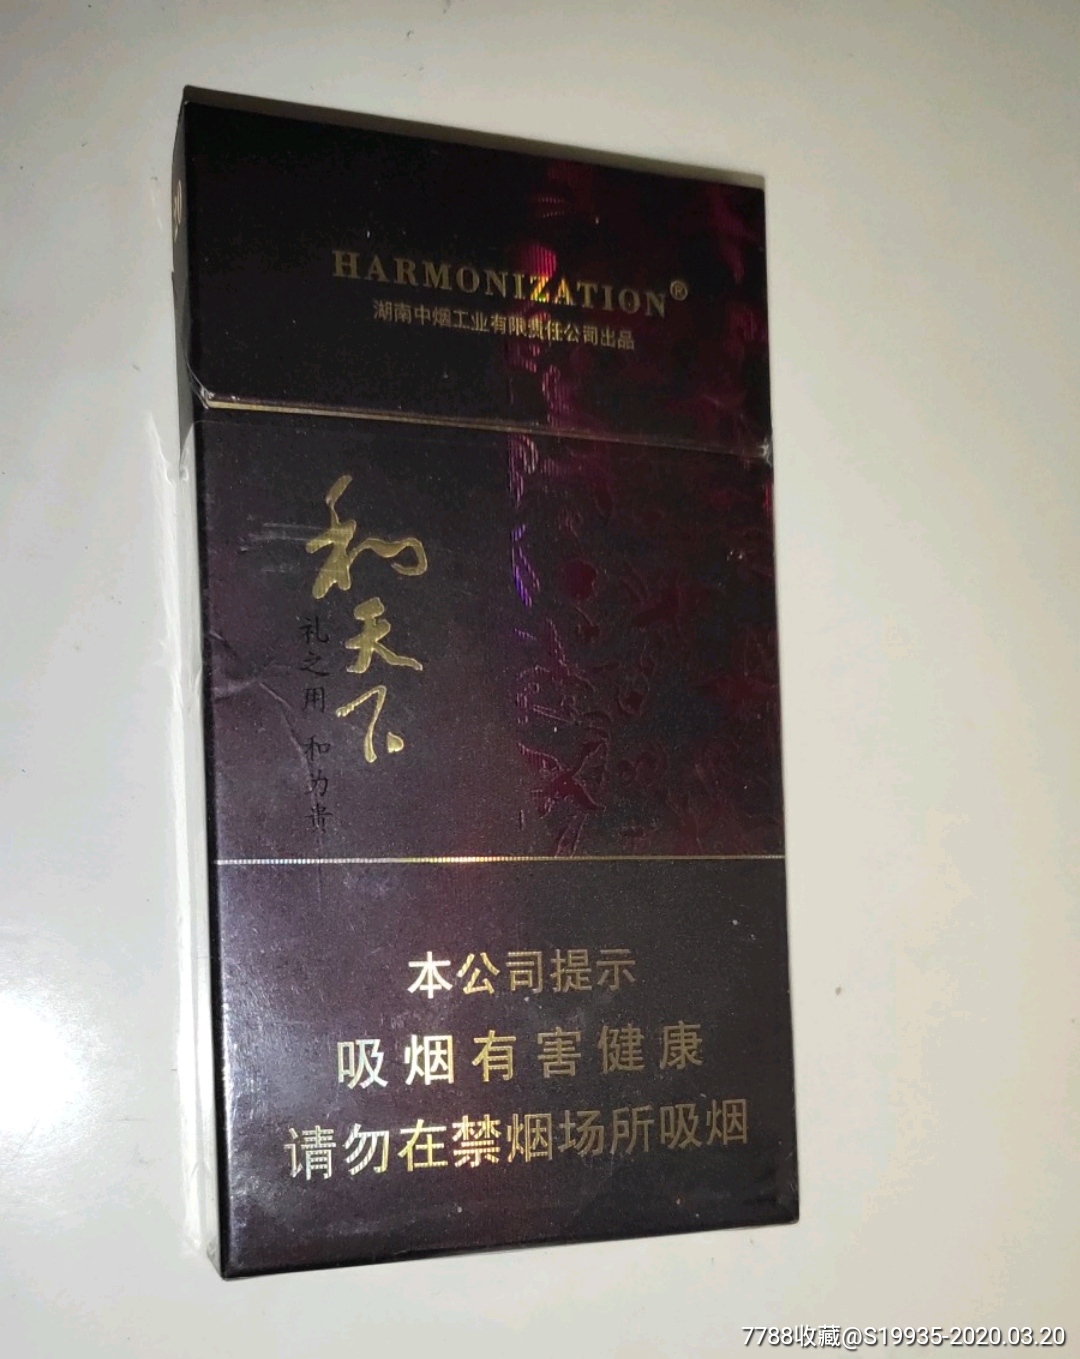 HARMONIZATION®
湖南中烟工业有限责任公司出品
和天下
礼之用 和为贵
本公司提示
吸烟有害健康
请勿在禁烟场所吸烟
7788收藏@S19935-2020.03.20